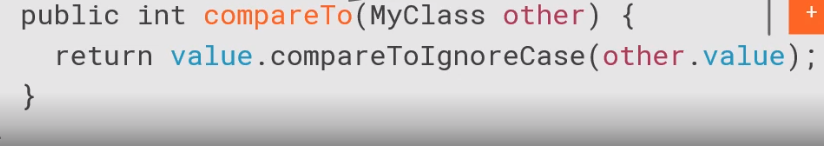 public int compareTo(MyClass other) {
  return value.compareToIgnoreCase(other.value);
}
+